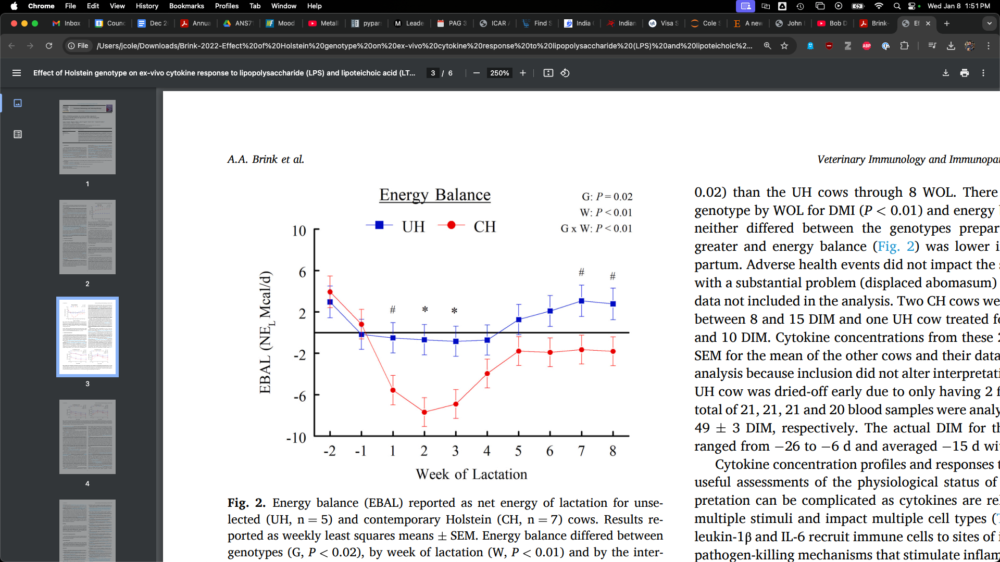 Chrome File Edit View History Bookmarks Profiles Tab Window Help Wed Jan 8 1:51 PM
Inbox Counc Dec 2 Annua ANS7 Mood Metall pypar Leade PAG 3 ICAR Find S India Indian Visa S Cole S A new John Bob D Brink- Ef
File /Users/jcole/Downloads/Brink-2022-Effect%20of%20Holstein%20genotype%20on%20ex-vivo%20cytokine%20response%20to%20lipopolysaccharide%20(LPS)%20and%20lipoteichoic%2...
Effect of Holstein genotype on ex-vivo cytokine response to lipopolysaccharide (LPS) and lipoteichoic acid (LT... 3 / 6 250%
1
2
3
4
A.A. Brink et al.
Veterinary Immunology and Immunopa
Energy Balance
G: P = 0.02
W: P < 0.01
G x W: P < 0.01
UH CH
10
6
2
-2
-6
-10
EBAL (NEL Mcal/d)
# * * # #
-2 -1 1 2 3 4 5 6 7 8
Week of Lactation
Fig. 2. Energy balance (EBAL) reported as net energy of lactation for unse-
lected (UH, n = 5) and contemporary Holstein (CH, n = 7) cows. Results re-
ported as weekly least squares means ± SEM. Energy balance differed between
genotypes (G, P < 0.02), by week of lactation (W, P < 0.01) and by the inter-
0.02) than the UH cows through 8 WOL. There
genotype by WOL for DMI (P < 0.01) and energy
neither differed between the genotypes prepar
greater and energy balance (Fig. 2) was lower i
partum. Adverse health events did not impact the
with a substantial problem (displaced abomasum)
data not included in the analysis. Two CH cows we
between 8 and 15 DIM and one UH cow treated fo
and 10 DIM. Cytokine concentrations from these 2
SEM for the mean of the other cows and their data
analysis because inclusion did not alter interpretati
UH cow was dried-off early due to only having 2 f
total of 21, 21, 21 and 20 blood samples were analy
49 ± 3 DIM, respectively. The actual DIM for th
ranged from −26 to −6 d and averaged −15 d wi
Cytokine concentration profiles and responses t
useful assessments of the physiological status of
pretation can be complicated as cytokines are rel
multiple stimuli and impact multiple cell types (T
leukin-1β and IL-6 recruit immune cells to sites of i
pathogen-killing mechanisms that stimulate inflam